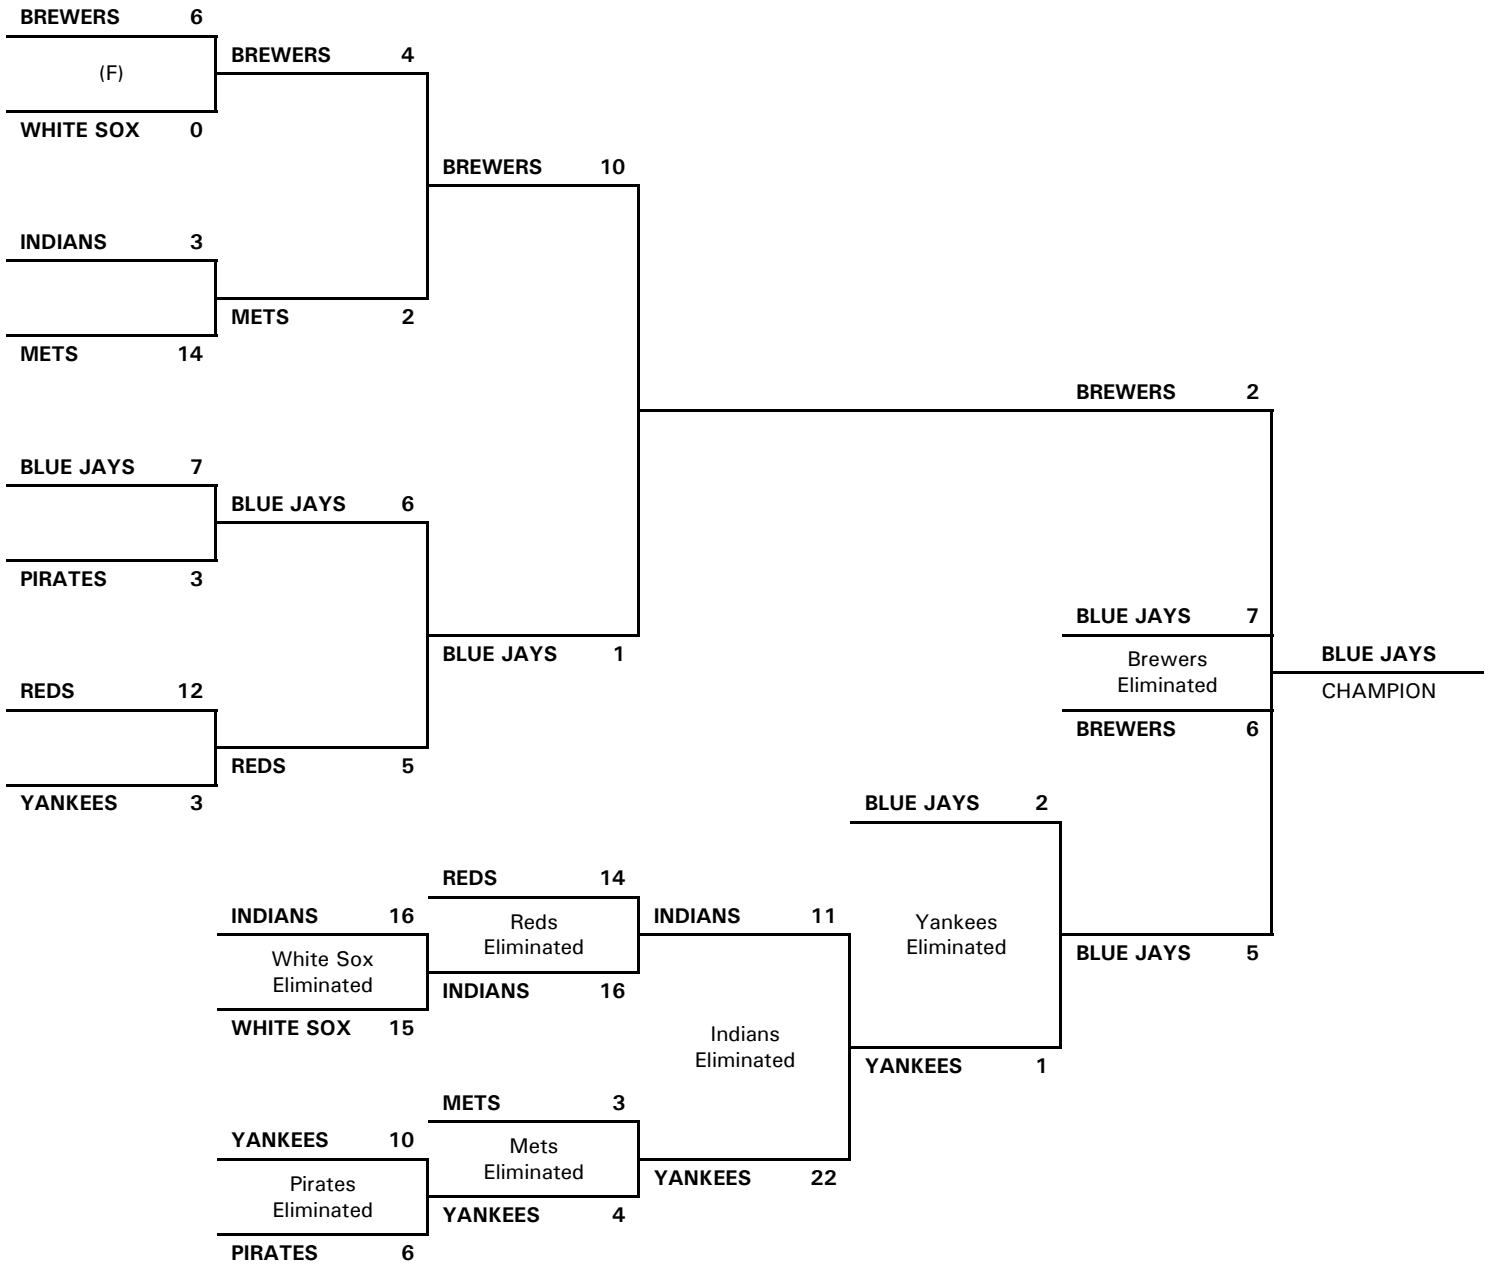 BREWERS 6
BREWERS 4
(F)
WHITE SOX 0
BREWERS 10
INDIANS 3
METS 2
METS 14
BREWERS 2
BLUE JAYS 7
BLUE JAYS 6
PIRATES 3
BLUE JAYS 7
BLUE JAYS 1
Brewers
Eliminated
BLUE JAYS
CHAMPION
REDS 12
BREWERS 6
REDS 5
YANKEES 3
BLUE JAYS 2
REDS 14
INDIANS 16
Reds
Eliminated
INDIANS 11
Yankees
Eliminated
White Sox
Eliminated
BLUE JAYS 5
INDIANS 16
WHITE SOX 15
Indians
Eliminated
YANKEES 1
METS 3
YANKEES 10
Mets
Eliminated
Pirates
Eliminated
YANKEES 22
YANKEES 4
PIRATES 6